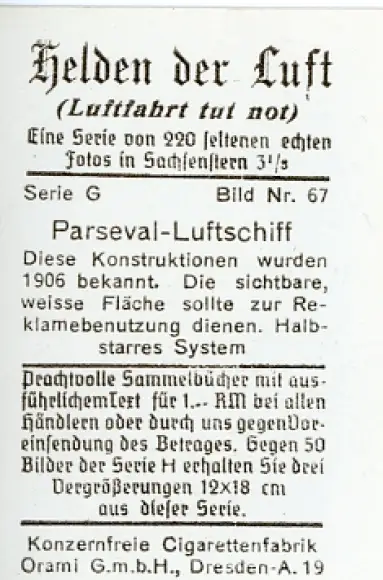 Helden der Luft
(Luftfahrt tut not)
Eine Serie von 220 seltenen echten
Fotos in Sachsenstern 3¹/₃
Serie G Bild Nr. 67
Parseval-Luftschiff
Diese Konstruktionen wurden
1906 bekannt. Die sichtbare,
weisse Fläche sollte zur Re-
klamebenutzung dienen. Halb-
starres System
Prachtvolle Sammelbücher mit aus-
führlichem Text für 1.-- RM bei allen
Händlern oder durch uns gegen Vor-
einsendung des Betrages. Gegen 50
Bilder der Serie H erhalten Sie drei
Vergrößerungen 12x18 cm
aus dieser Serie.
Konzernfreie Cigarettenfabrik
Orami G.m.b.H., Dresden-A. 19